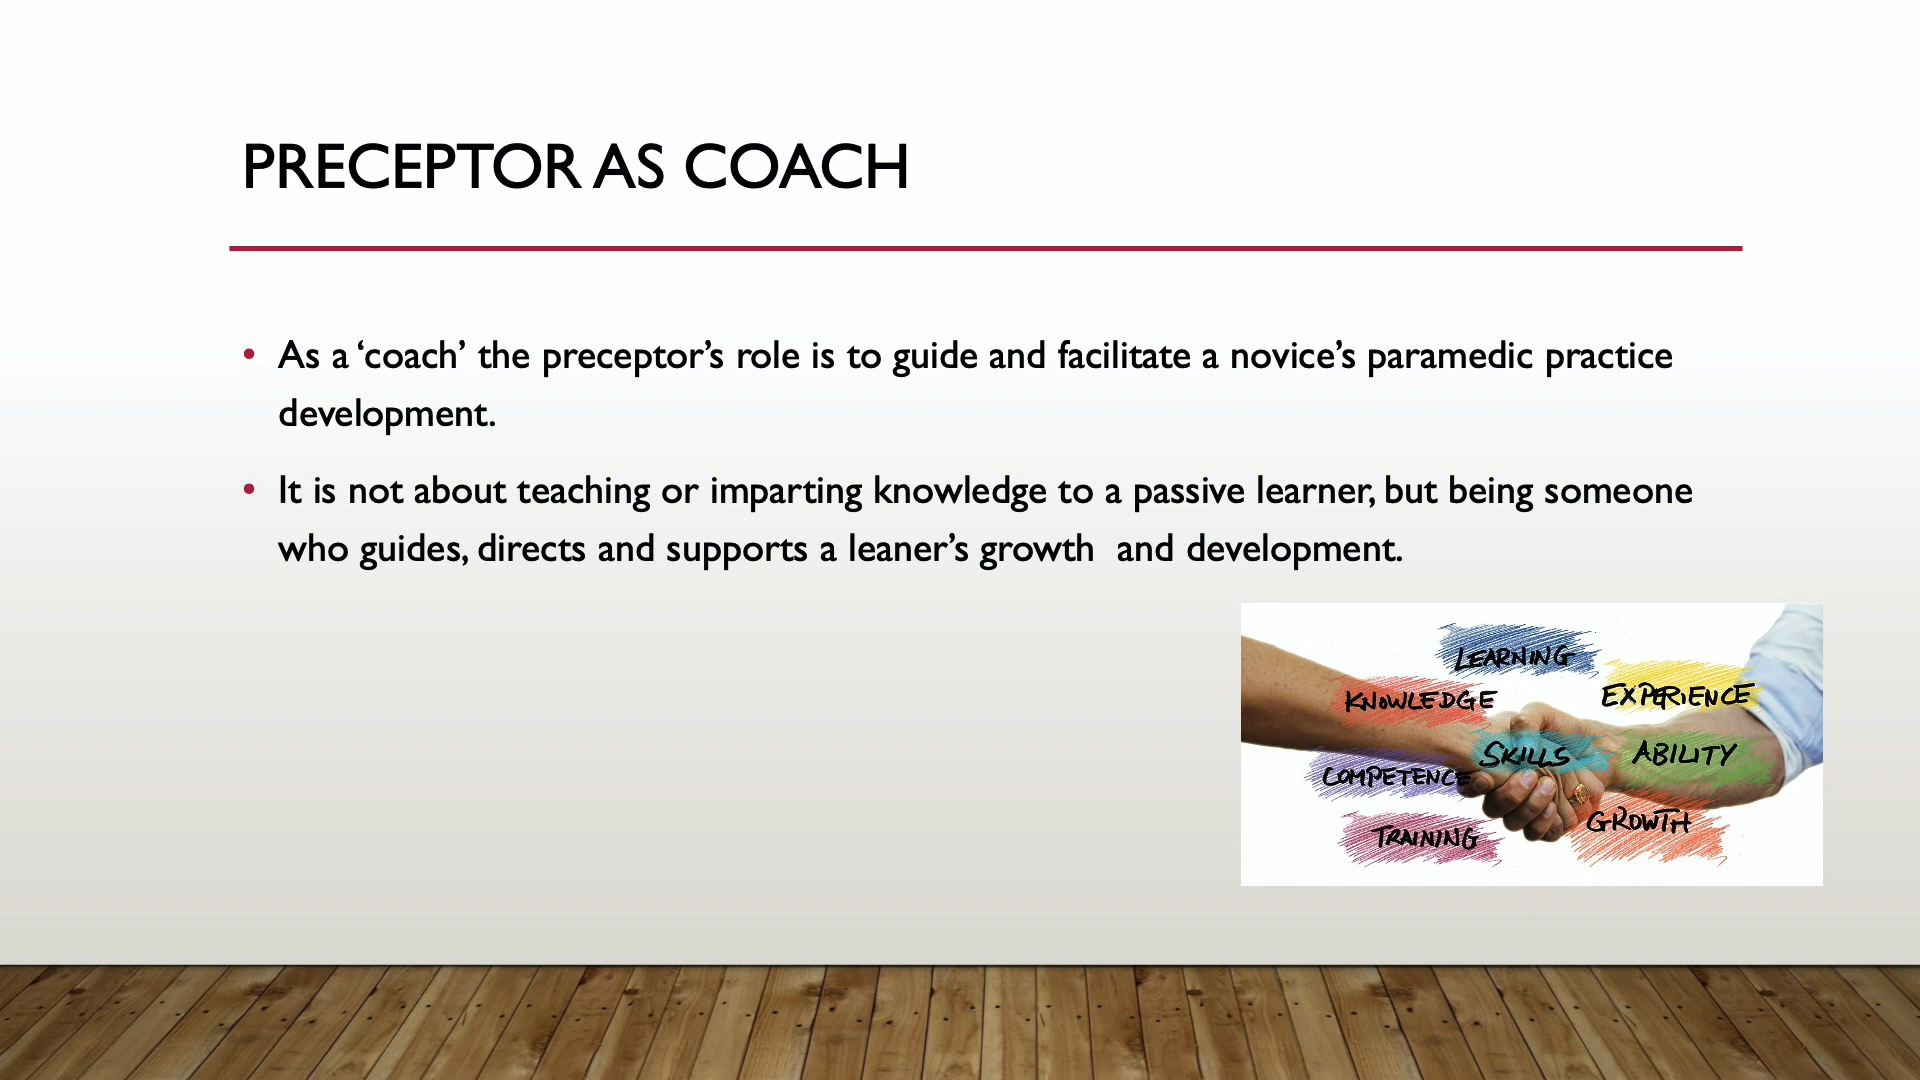 PRECEPTOR AS COACH
• As a ‘coach’ the preceptor’s role is to guide and facilitate a novice’s paramedic practice
development.
• It is not about teaching or imparting knowledge to a passive learner, but being someone
who guides, directs and supports a leaner’s growth  and development.
LEARNING
KNOWLEDGE
EXPERIENCE
SKILLS
ABILITY
COMPETENCE
GROWTH
TRAINING